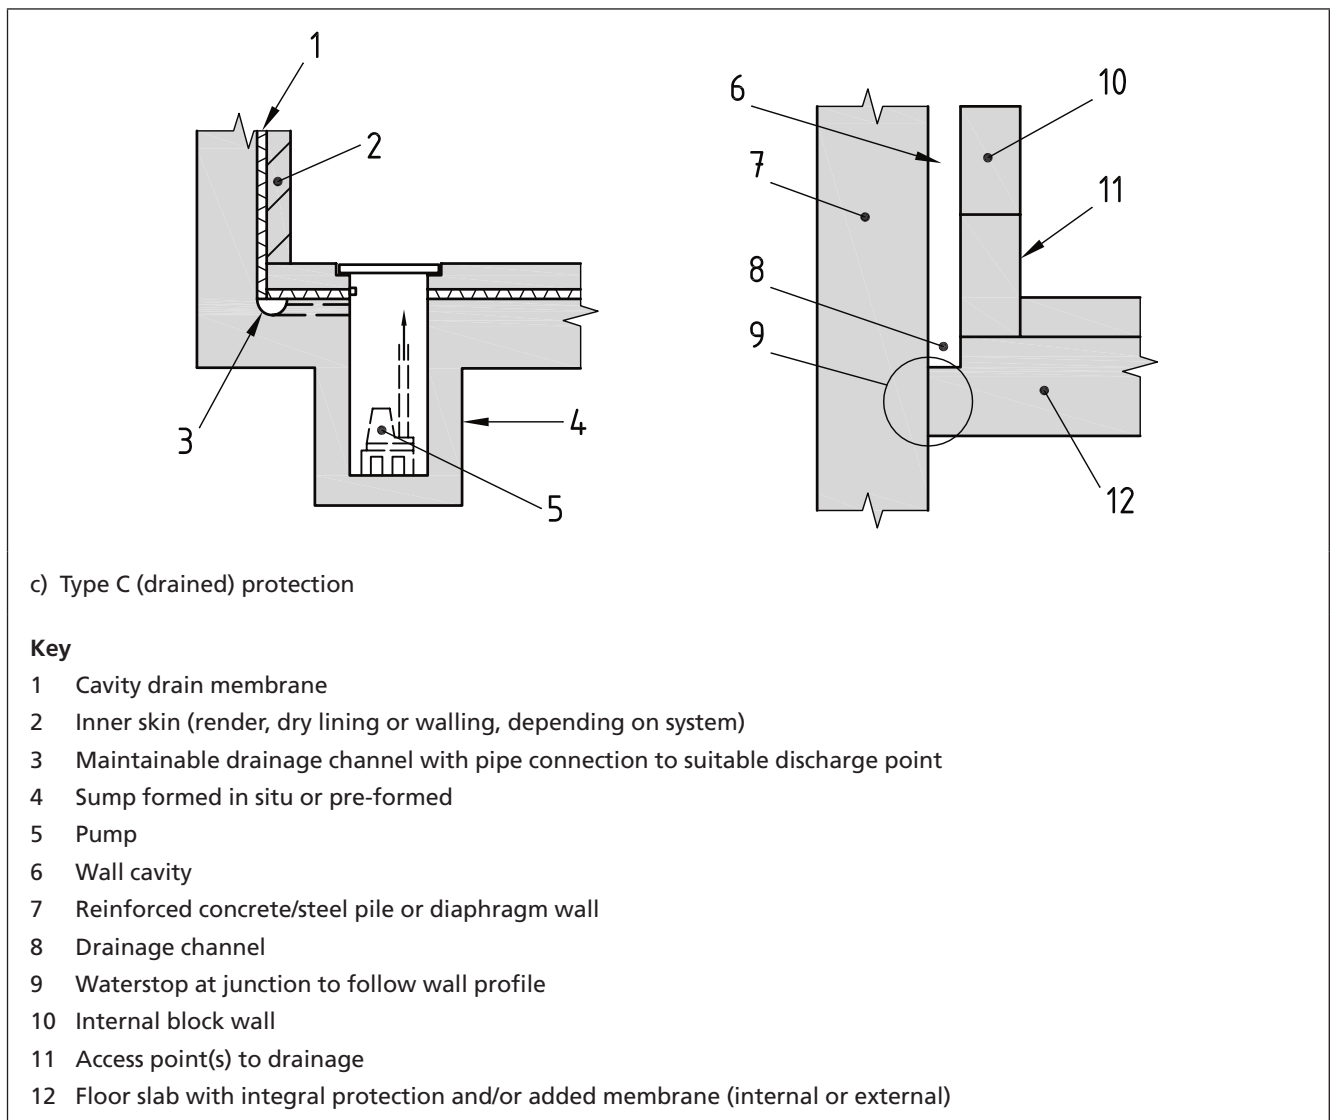 1
2
3
4
5
6
7
8
9
10
11
12
c) Type C (drained) protection
Key
1 Cavity drain membrane
2 Inner skin (render, dry lining or walling, depending on system)
3 Maintainable drainage channel with pipe connection to suitable discharge point
4 Sump formed in situ or pre-formed
5 Pump
6 Wall cavity
7 Reinforced concrete/steel pile or diaphragm wall
8 Drainage channel
9 Waterstop at junction to follow wall profile
10 Internal block wall
11 Access point(s) to drainage
12 Floor slab with integral protection and/or added membrane (internal or external)